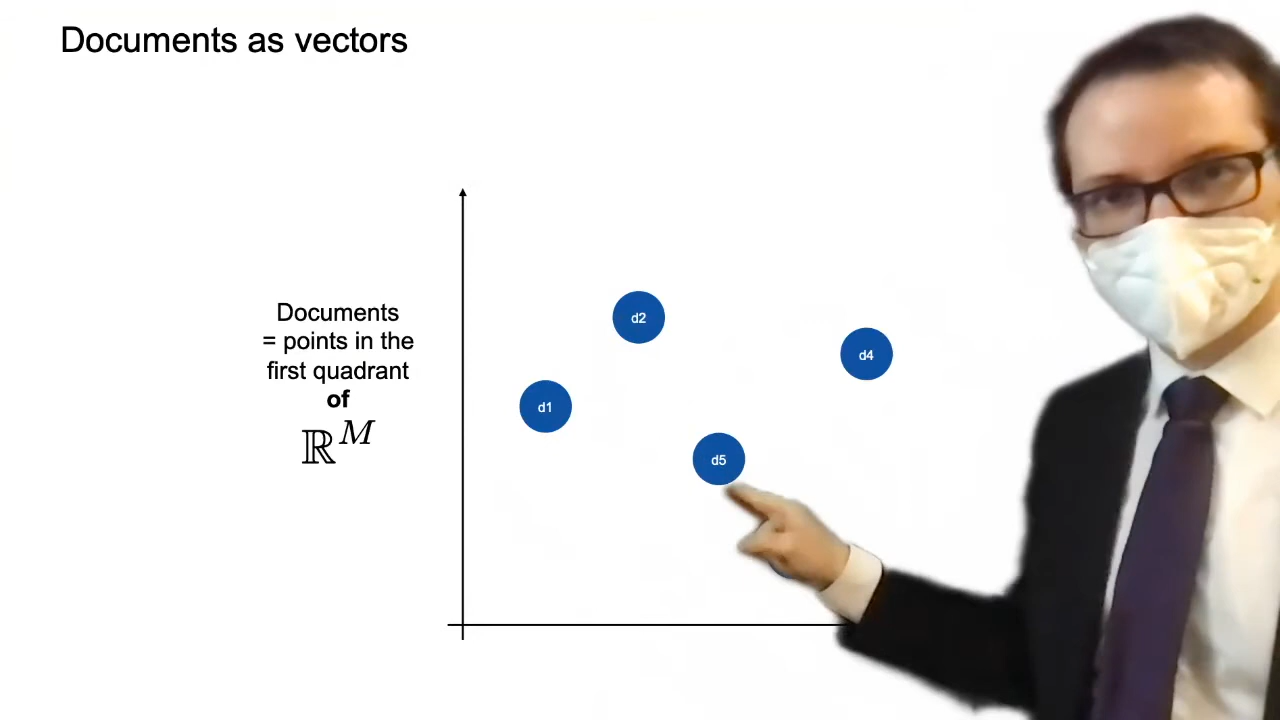 Documents as vectors
Documents
= points in the
first quadrant
of
ℝ^M
d2
d4
d1
d5